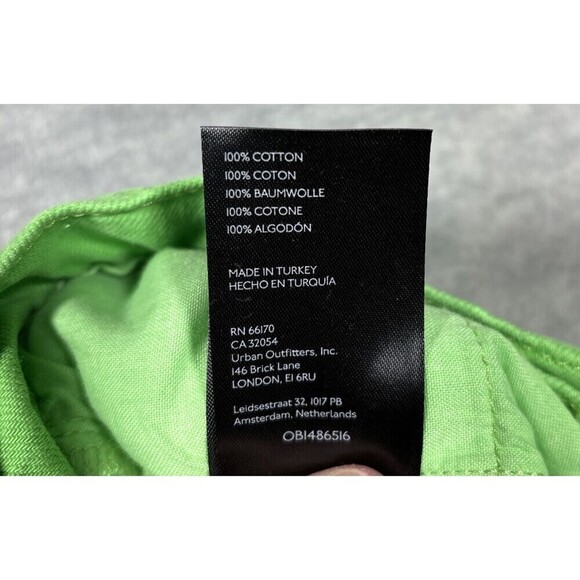 100% COTTON
100% COTON
100% BAUMWOLLE
100% COTONE
100% ALGODÓN
MADE IN TURKEY
HECHO EN TURQUÍA
RN 66170
CA 32054
Urban Outfitters, Inc.
146 Brick Lane
LONDON, E1 6RU
Leidsestraat 32, 1017 PB
Amsterdam, Netherlands
OB1486516